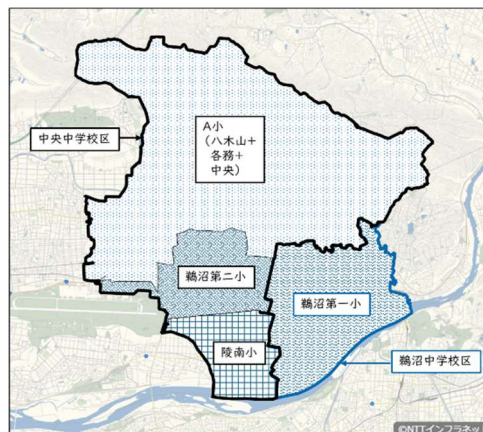 中央中学校区
A小
(八木山+
各務+
中央)
鵜沼第二小
鵜沼第一小
陵南小
鵜沼中学校区
©NTTインフラネッ